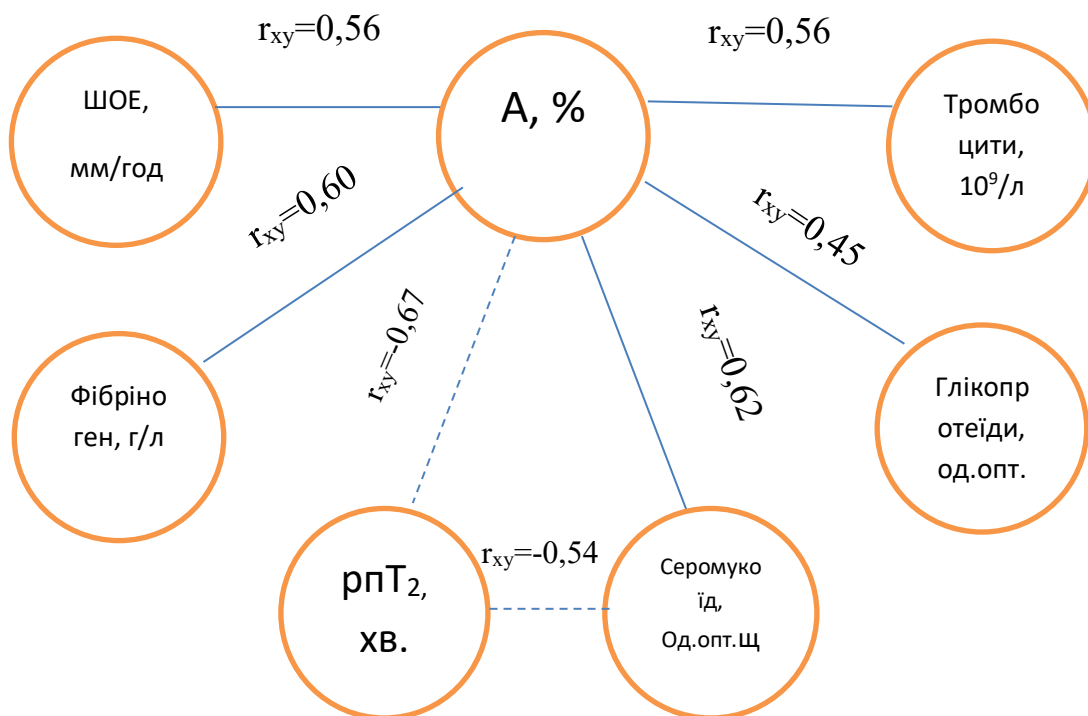 rxy=0,56
rxy=0,56
ШОЕ,
мм/год
А, %
Тромбо
цити,
10⁹/л
rxy=0,60
rxy=0,45
rxy=-0,67
rxy=0,62
Фібріно
ген, г/л
Глікопр
отеїди,
од.опт.
rxy=-0,54
рпТ₂,
хв.
Серомуко
їд,
Од.опт.Щ